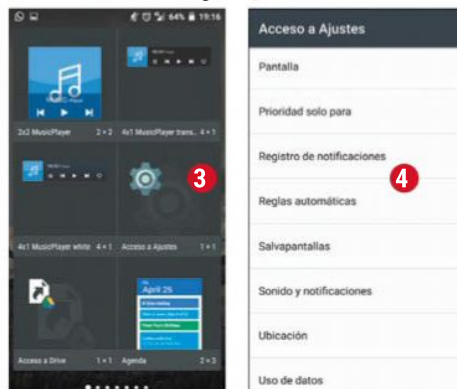 64% 19:16
2x2 MusicPlayer 2×2
4x1 MusicPlayer trans.. 4×1
3
4x1 MusicPlayer white 4×1
Acceso a Ajustes 1×1
April 25
Acceso a Drive 1×1
Agenda 2×3
Acceso a Ajustes
Pantalla
Prioridad solo para
Registro de notificaciones
4
Reglas automáticas
Salvapantallas
Sonido y notificaciones
Ubicación
Uso de datos